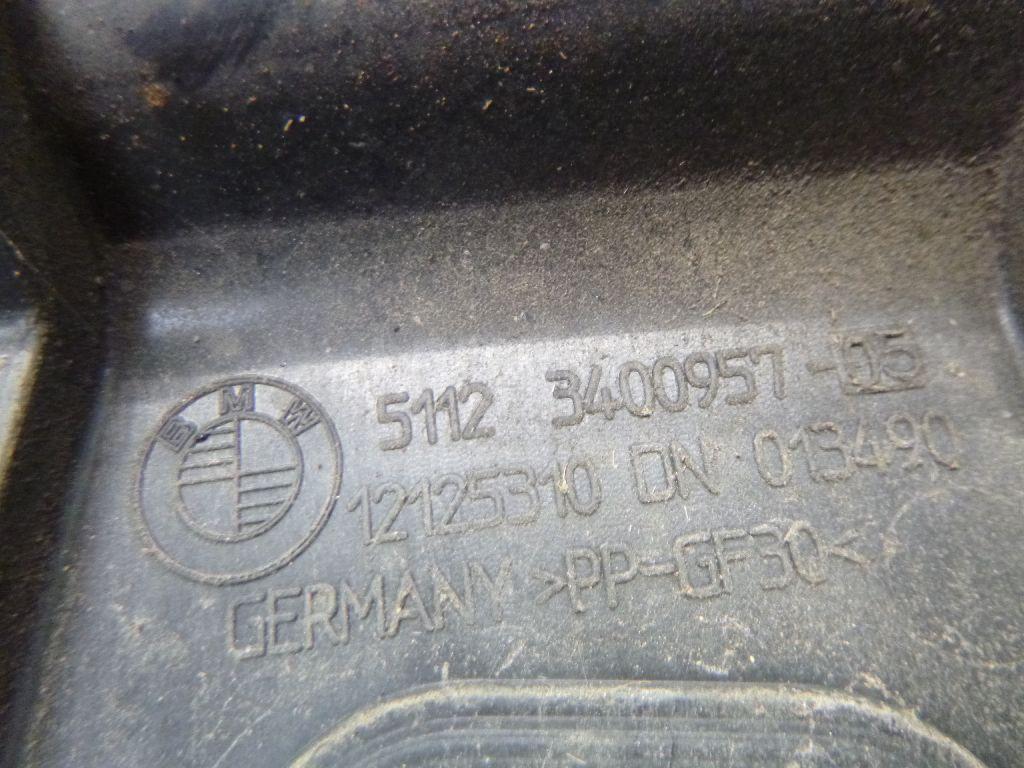 BMW
5112 3400957-05
12125310 DN 013490
GERMANY >PP-GF30<